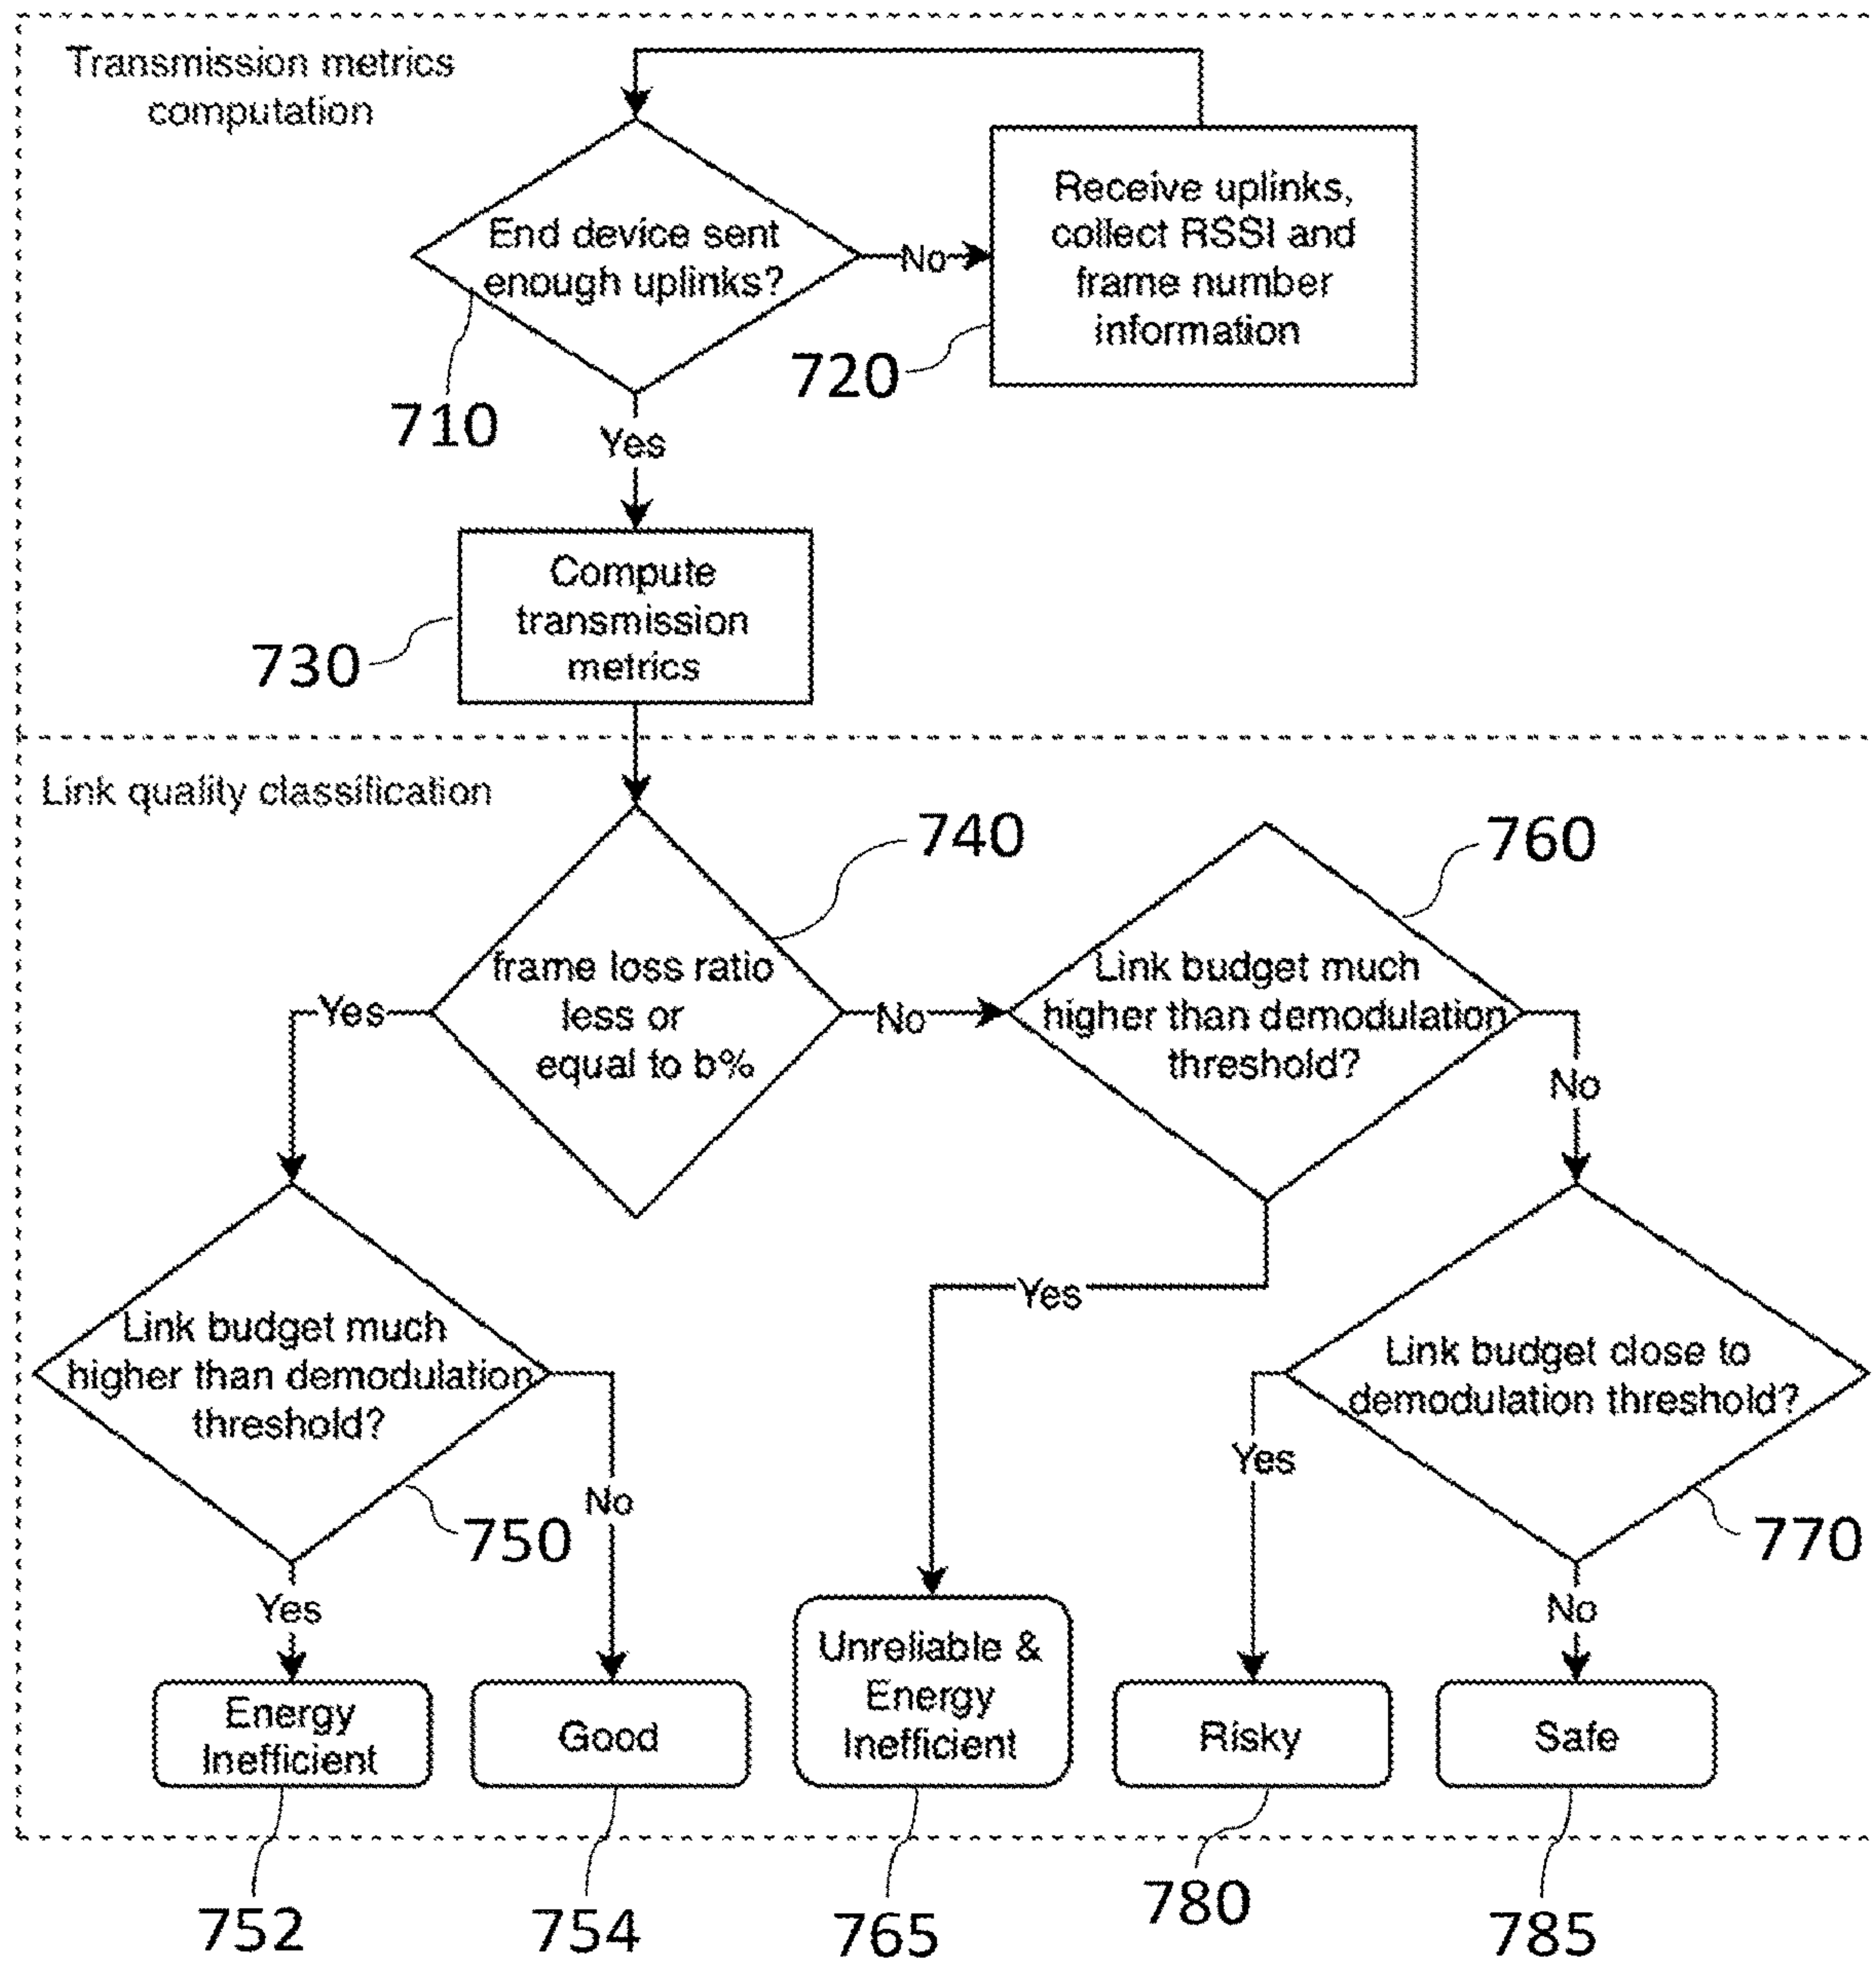 Transmission metrics
computation
End device sent
enough uplinks?
No
Receive uplinks,
collect RSSI and
frame number
information
720
710
Yes
Compute
transmission
metrics
730
Link quality classification
740
760
frame loss ratio
less or
equal to b%
Yes
No
Link budget much
higher than demodulation
threshold?
No
Yes
Link budget much
higher than demodulation
threshold?
Link budget close to
demodulation threshold?
Yes
No
750
770
Yes
No
Energy
Inefficient
Good
Unreliable &
Energy
Inefficient
Risky
Safe
752
754
765
780
785